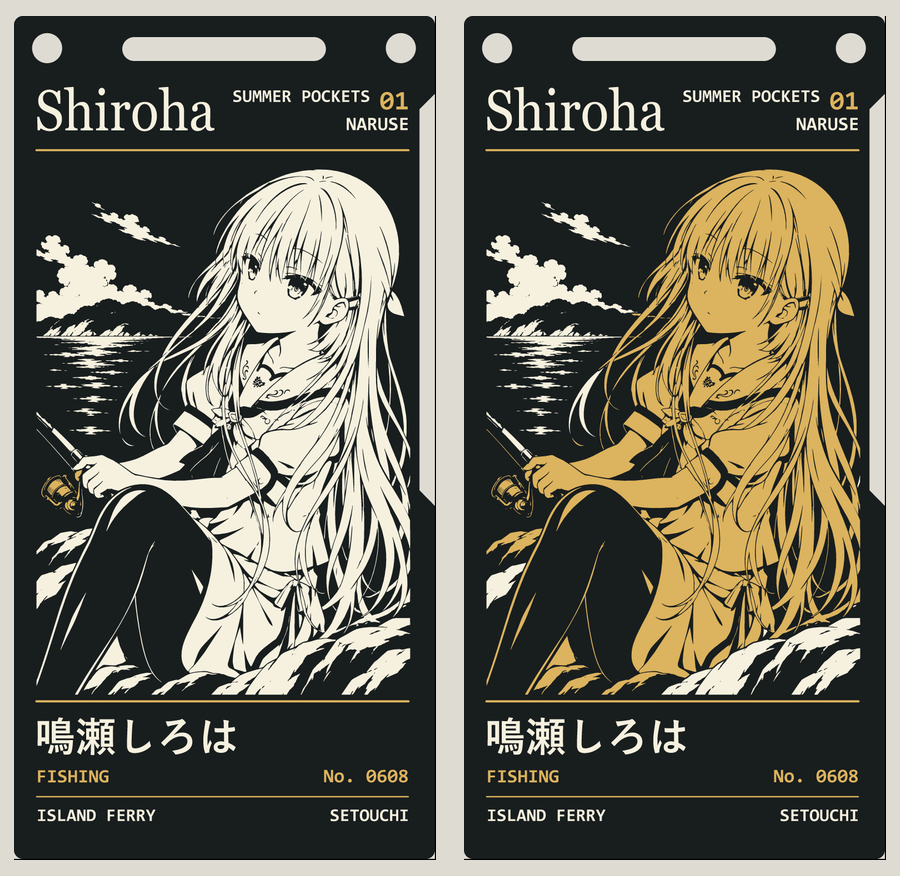 Shiroha
SUMMER POCKETS 01
NARUSE
鳴瀬しろは
FISHING No. 0608
ISLAND FERRY SETOUCHI
Shiroha
SUMMER POCKETS 01
NARUSE
鳴瀬しろは
FISHING No. 0608
ISLAND FERRY SETOUCHI